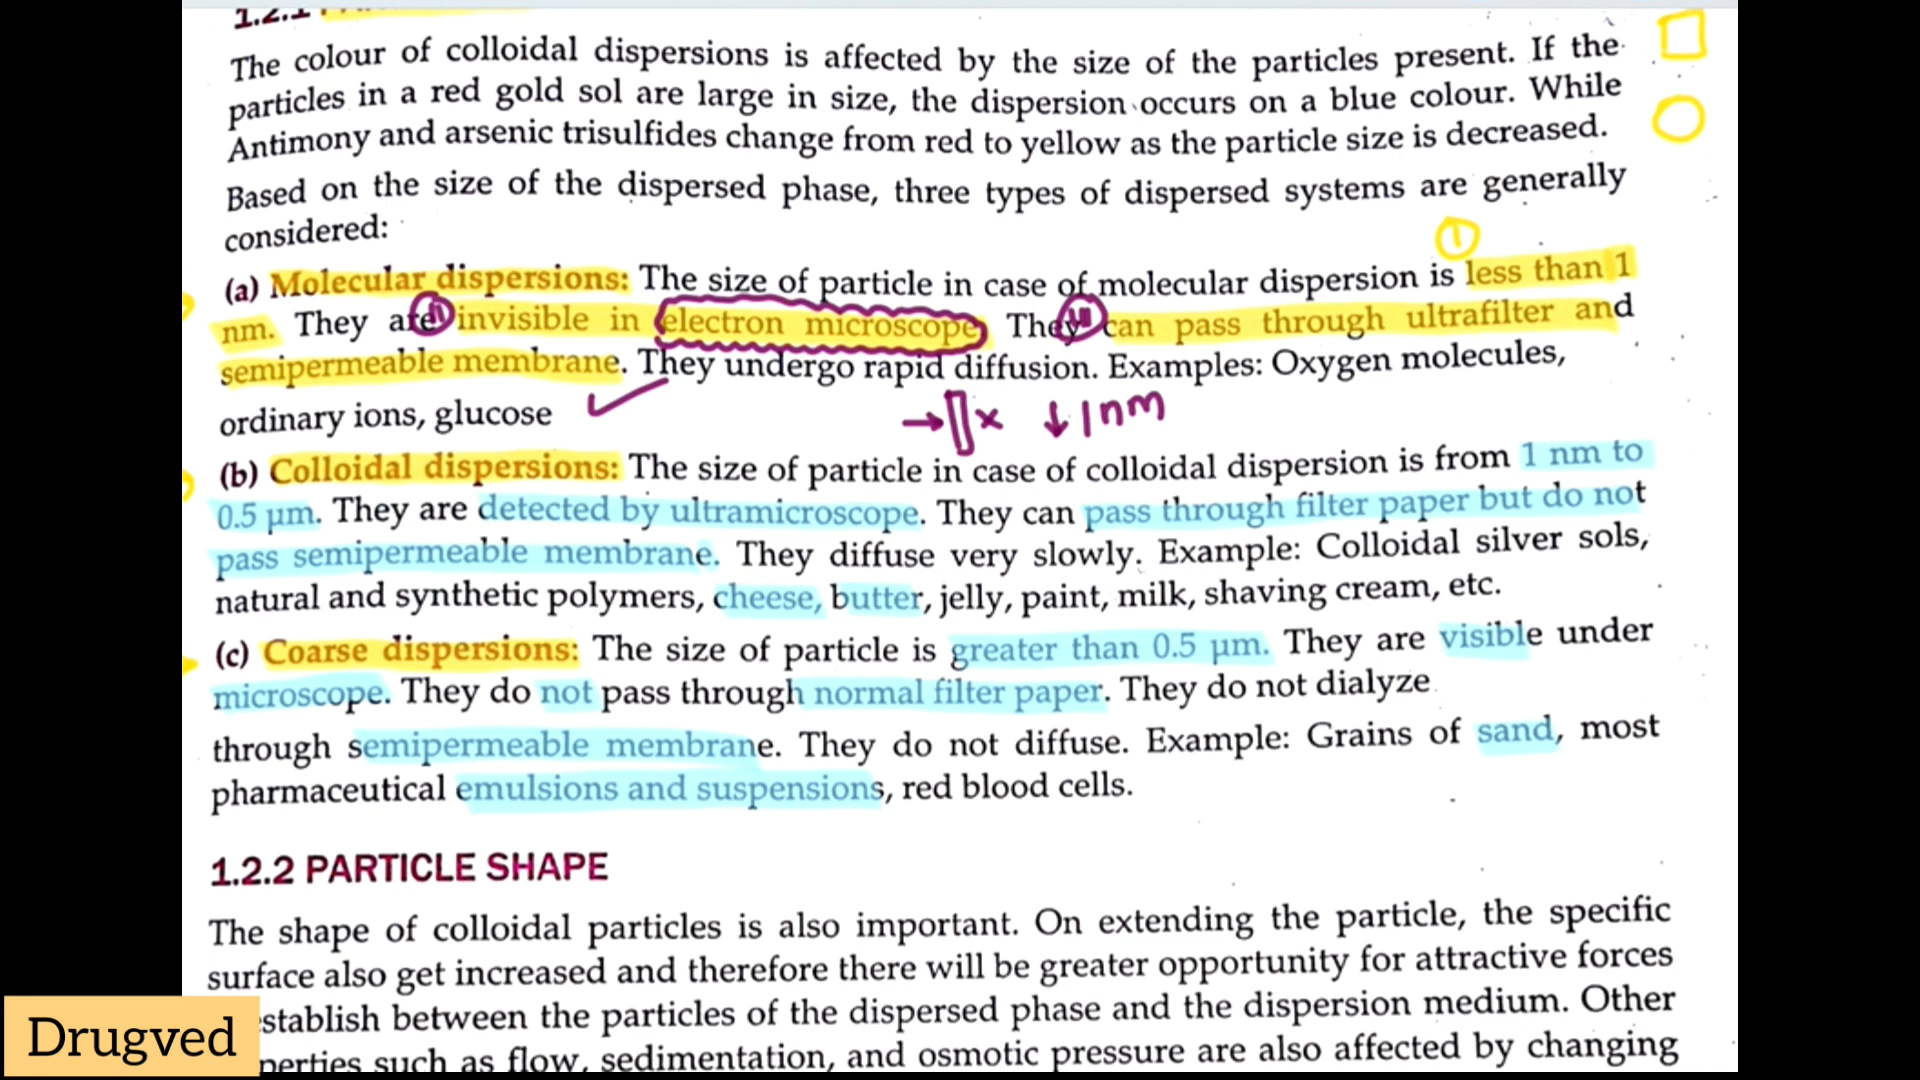 1.2.1
The colour of colloidal dispersions is affected by the size of the particles present. If the
particles in a red gold sol are large in size, the dispersion occurs on a blue colour. While
Antimony and arsenic trisulfides change from red to yellow as the particle size is decreased.
Based on the size of the dispersed phase, three types of dispersed systems are generally
considered:
1
(a) Molecular dispersions: The size of particle in case of molecular dispersion is less than 1
nm. They are invisible in electron microscope They can pass through ultrafilter and
semipermeable membrane. They undergo rapid diffusion. Examples: Oxygen molecules,
ordinary ions, glucose
→ x ↓ 1nm
(b) Colloidal dispersions: The size of particle in case of colloidal dispersion is from 1 nm to
0.5 µm. They are detected by ultramicroscope. They can pass through filter paper but do not
pass semipermeable membrane. They diffuse very slowly. Example: Colloidal silver sols,
natural and synthetic polymers, cheese, butter, jelly, paint, milk, shaving cream, etc.
(c) Coarse dispersions: The size of particle is greater than 0.5 µm. They are visible under
microscope. They do not pass through normal filter paper. They do not dialyze
through semipermeable membrane. They do not diffuse. Example: Grains of sand, most
pharmaceutical emulsions and suspensions, red blood cells.
1.2.2 PARTICLE SHAPE
The shape of colloidal particles is also important. On extending the particle, the specific
surface also get increased and therefore there will be greater opportunity for attractive forces
stablish between the particles of the dispersed phase and the dispersion medium. Other
perties such as flow, sedimentation, and osmotic pressure are also affected by changing
Drugved